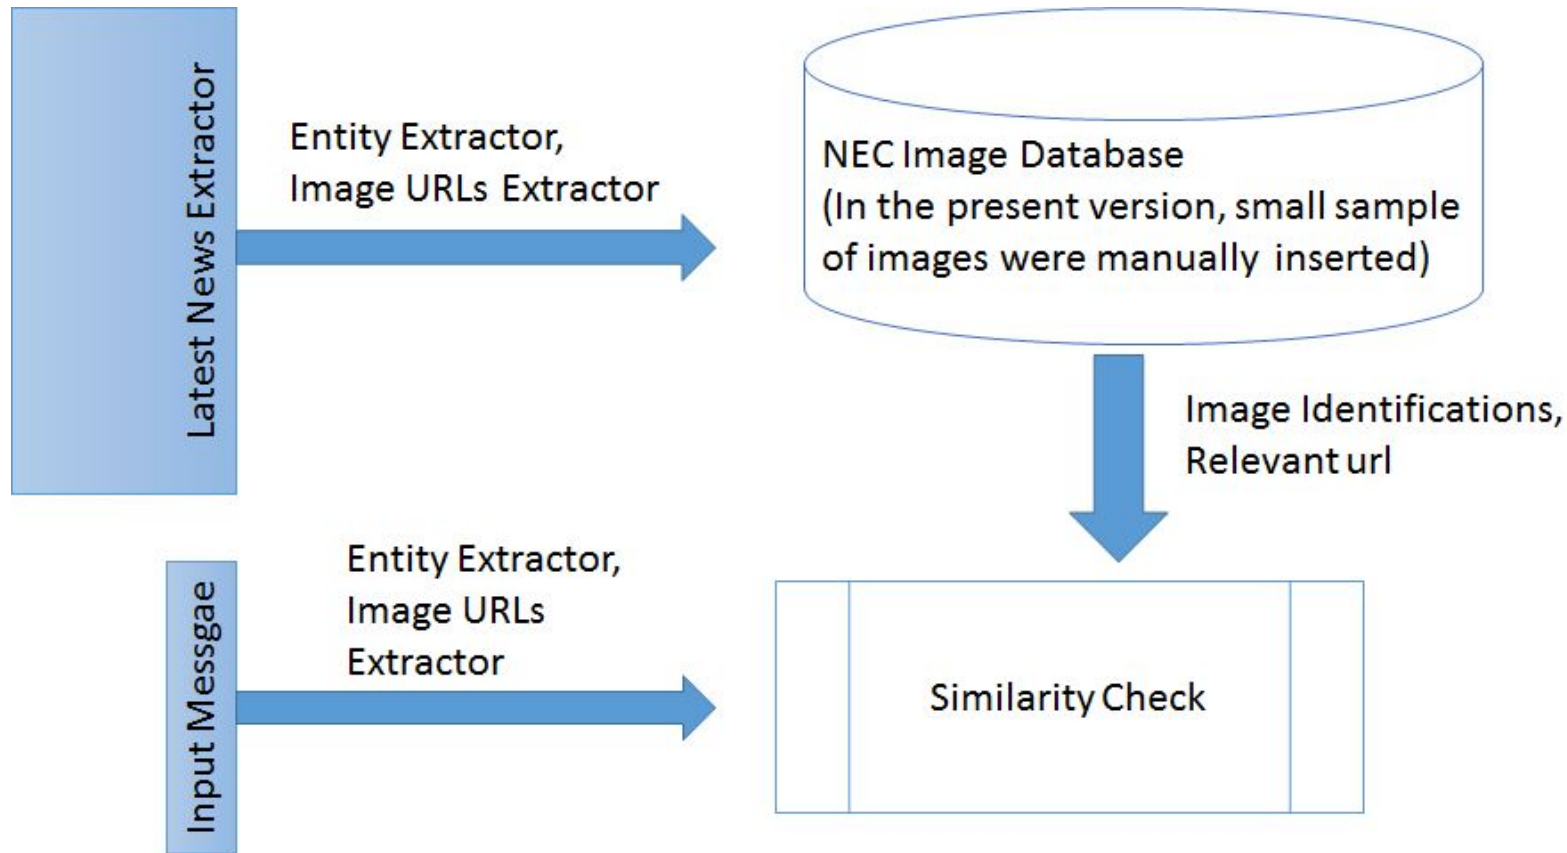 Latest News Extractor
Entity Extractor,
Image URLs Extractor
NEC Image Database
(In the present version, small sample
of images were manually inserted)
Image Identifications,
Relevant url
Input Messgae
Entity Extractor,
Image URLs
Extractor
Similarity Check